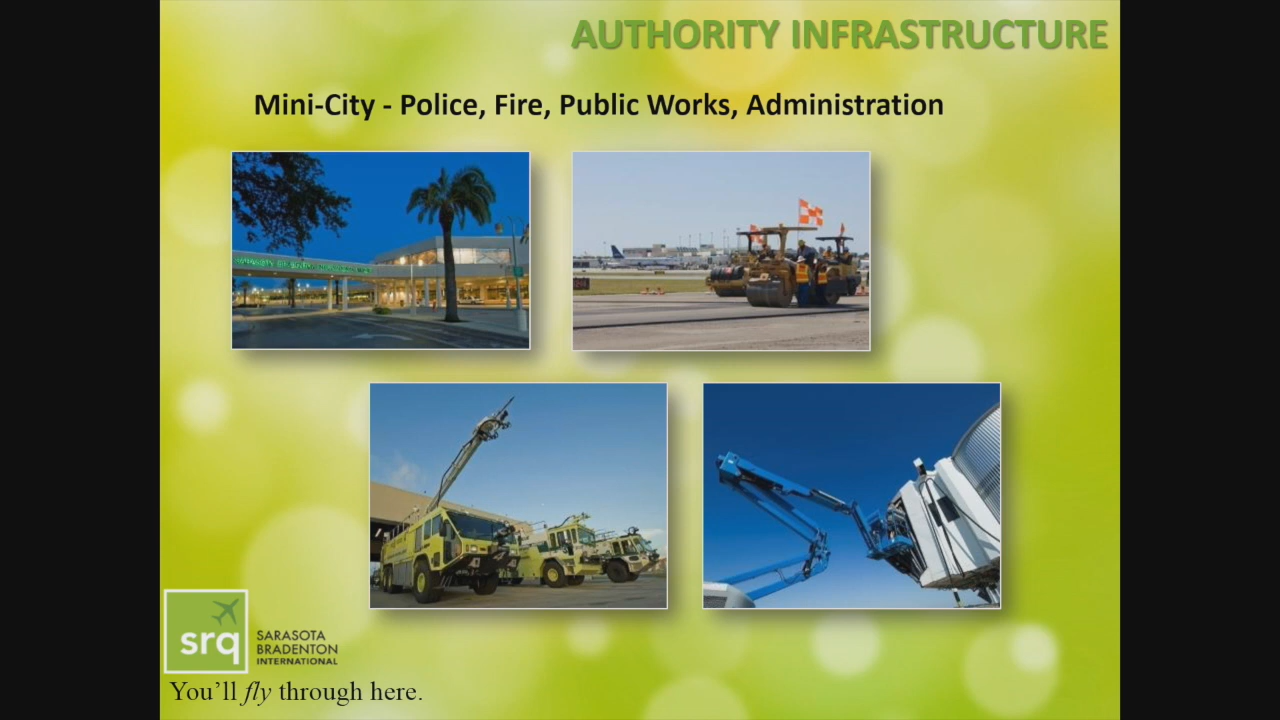 AUTHORITY INFRASTRUCTURE
Mini-City - Police, Fire, Public Works, Administration
srq
SARASOTA
BRADENTON
INTERNATIONAL
You'll fly through here.